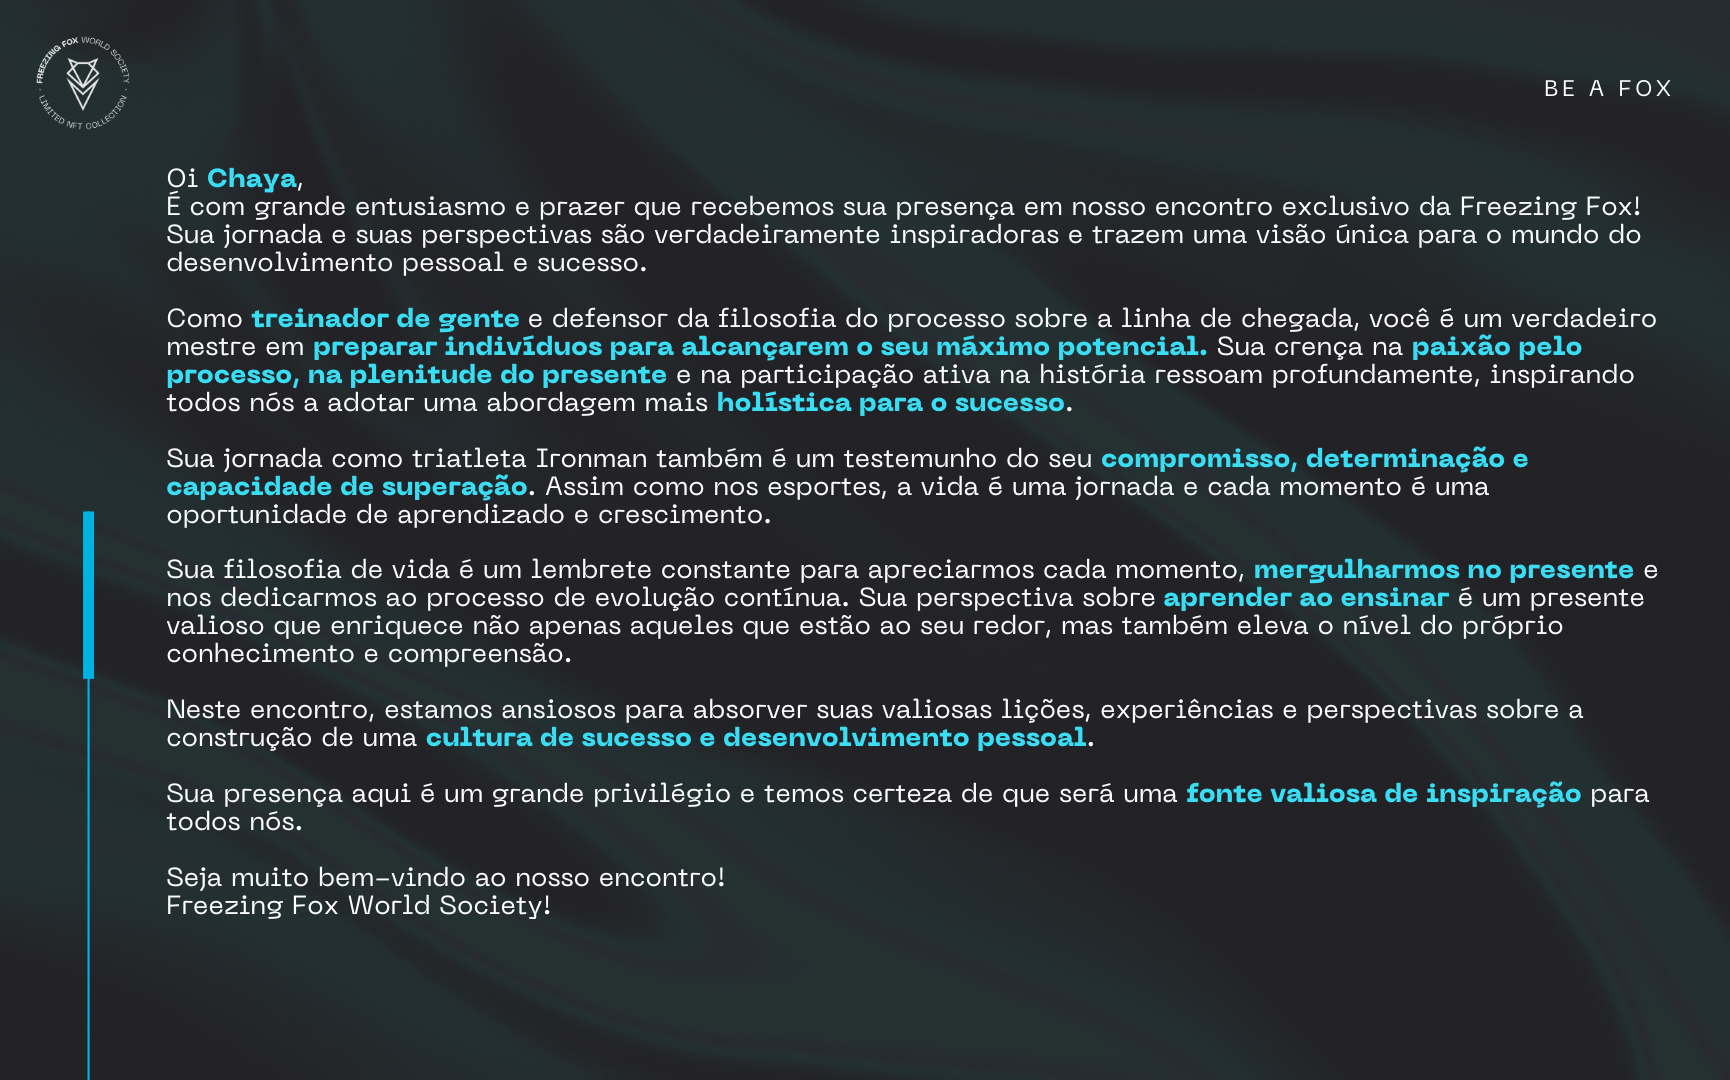 FREEZING FOX WORLD SOCIETY · LIMITED NFT COLLECTION ·
BE A FOX
Oi Chaya,
É com grande entusiasmo e prazer que recebemos sua presença em nosso encontro exclusivo da Freezing Fox!
Sua jornada e suas perspectivas são verdadeiramente inspiradoras e trazem uma visão única para o mundo do
desenvolvimento pessoal e sucesso.
Como treinador de gente e defensor da filosofia do processo sobre a linha de chegada, você é um verdadeiro
mestre em preparar indivíduos para alcançarem o seu máximo potencial. Sua crença na paixão pelo
processo, na plenitude do presente e na participação ativa na história ressoam profundamente, inspirando
todos nós a adotar uma abordagem mais holística para o sucesso.
Sua jornada como triatleta Ironman também é um testemunho do seu compromisso, determinação e
capacidade de superação. Assim como nos esportes, a vida é uma jornada e cada momento é uma
oportunidade de aprendizado e crescimento.
Sua filosofia de vida é um lembrete constante para apreciarmos cada momento, mergulharmos no presente e
nos dedicarmos ao processo de evolução contínua. Sua perspectiva sobre aprender ao ensinar é um presente
valioso que enriquece não apenas aqueles que estão ao seu redor, mas também eleva o nível do próprio
conhecimento e compreensão.
Neste encontro, estamos ansiosos para absorver suas valiosas lições, experiências e perspectivas sobre a
construção de uma cultura de sucesso e desenvolvimento pessoal.
Sua presença aqui é um grande privilégio e temos certeza de que será uma fonte valiosa de inspiração para
todos nós.
Seja muito bem-vindo ao nosso encontro!
Freezing Fox World Society!